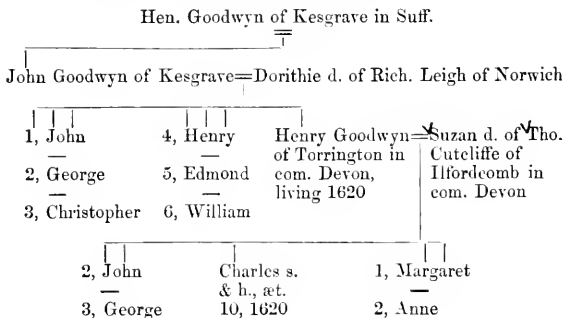 Hen. Goodwyn of Kesgrave in Suff.
John Goodwyn of Kesgrave=Dorithie d. of Rich. Leigh of Norwich
1, John
2, George
3, Christopher
4, Henry
5, Edmond
6, William
Henry Goodwyn=
of Torrington in
com. Devon,
living 1620
Suzan d. of Tho.
Cutcliffe of
Ilfordcomb in
com. Devon
2, John
3, George
Charles s.
& h., æt.
10, 1620
1, Margaret
2, Anne